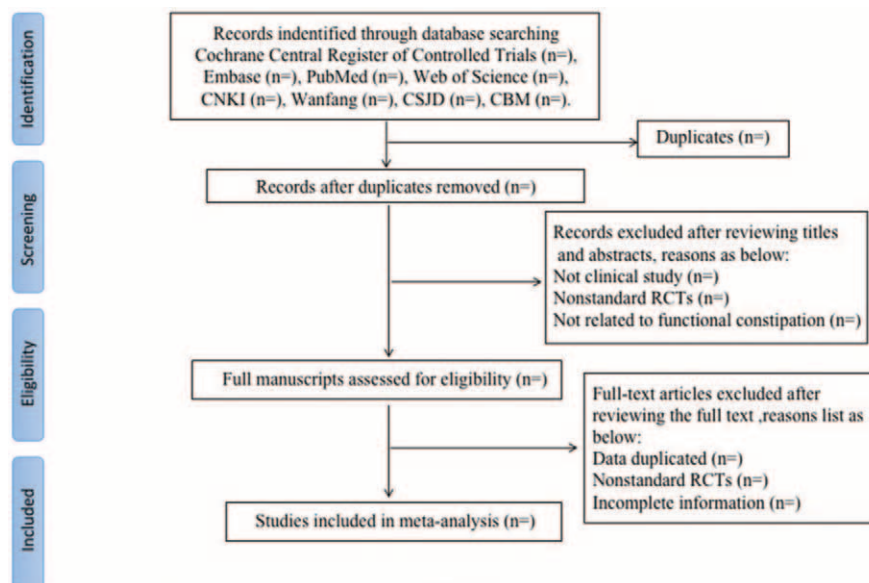 Identification
Records indentified through database searching
Cochrane Central Register of Controlled Trials (n=),
Embase (n=), PubMed (n=), Web of Science (n=),
CNKI (n=), Wanfang (n=), CSJD (n=), CBM (n=).
Duplicates (n=)
Screening
Records after duplicates removed (n=)
Records excluded after reviewing titles
and abstracts, reasons as below:
Not clinical study (n=)
Nonstandard RCTs (n=)
Not related to functional constipation (n=)
Eligibility
Full manuscripts assessed for eligibility (n=)
Full-text articles excluded after
reviewing the full text ,reasons list as
below:
Data duplicated (n=)
Nonstandard RCTs (n=)
Incomplete information (n=)
Included
Studies included in meta-analysis (n=)